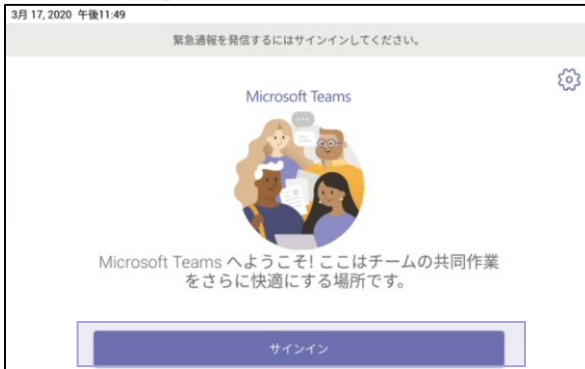 3月 17, 2020 午後11:49
緊急通報を発信するにはサインインしてください。
Microsoft Teams
Microsoft Teams へようこそ! ここはチームの共同作業
をさらに快適にする場所です。
サインイン